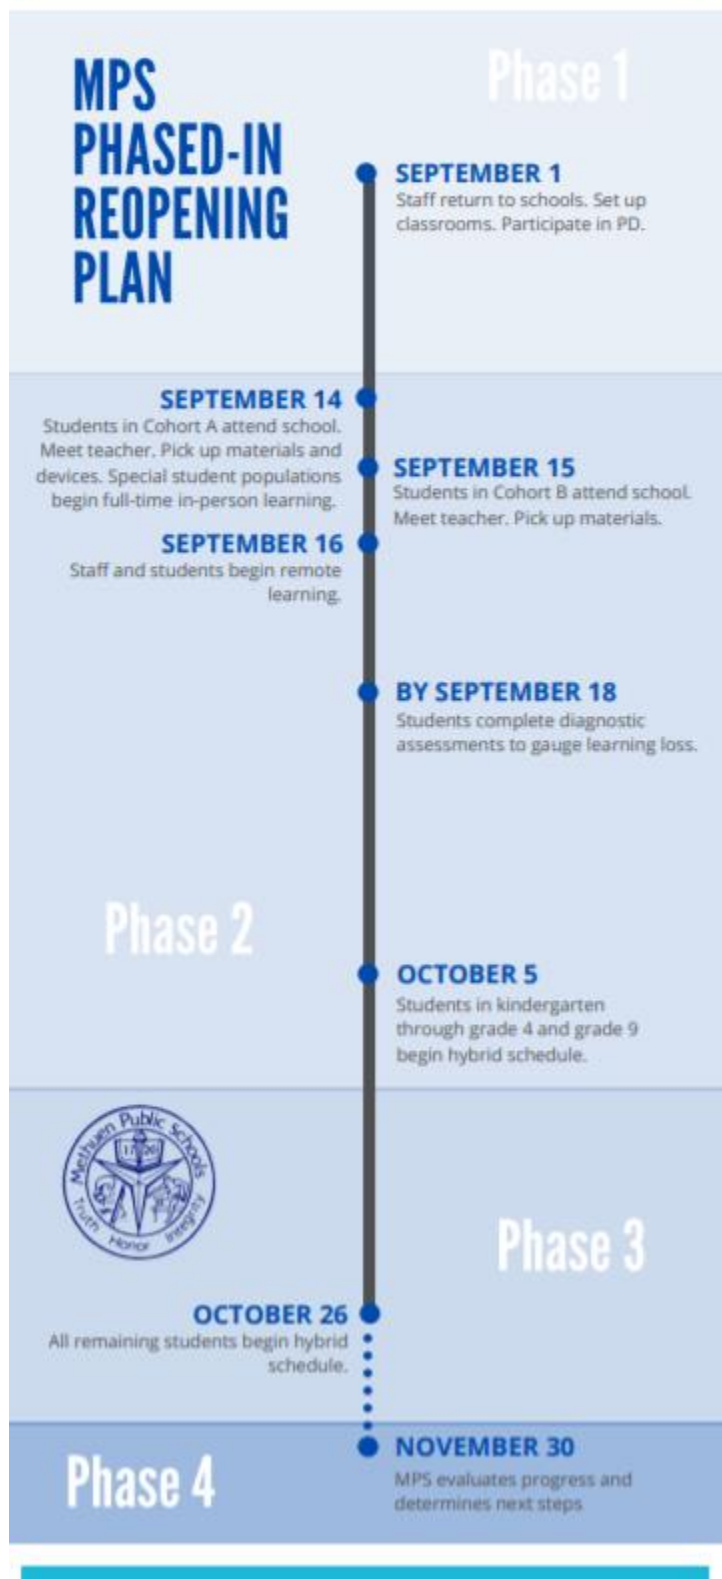 MPS
PHASED-IN
REOPENING
PLAN
Phase 1
SEPTEMBER 1
Staff return to schools. Set up
classrooms. Participate in PD.
SEPTEMBER 14
Students in Cohort A attend school.
Meet teacher. Pick up materials and
devices. Special student populations
begin full-time in-person learning.
SEPTEMBER 15
Students in Cohort B attend school.
Meet teacher. Pick up materials.
SEPTEMBER 16
Staff and students begin remote
learning.
BY SEPTEMBER 18
Students complete diagnostic
assessments to gauge learning loss.
Phase 2
OCTOBER 5
Students in kindergarten
through grade 4 and grade 9
begin hybrid schedule.
Methuen Public Schools
Truth Honor Integrity
Phase 3
OCTOBER 26
All remaining students begin hybrid
schedule.
Phase 4
NOVEMBER 30
MPS evaluates progress and
determines next steps